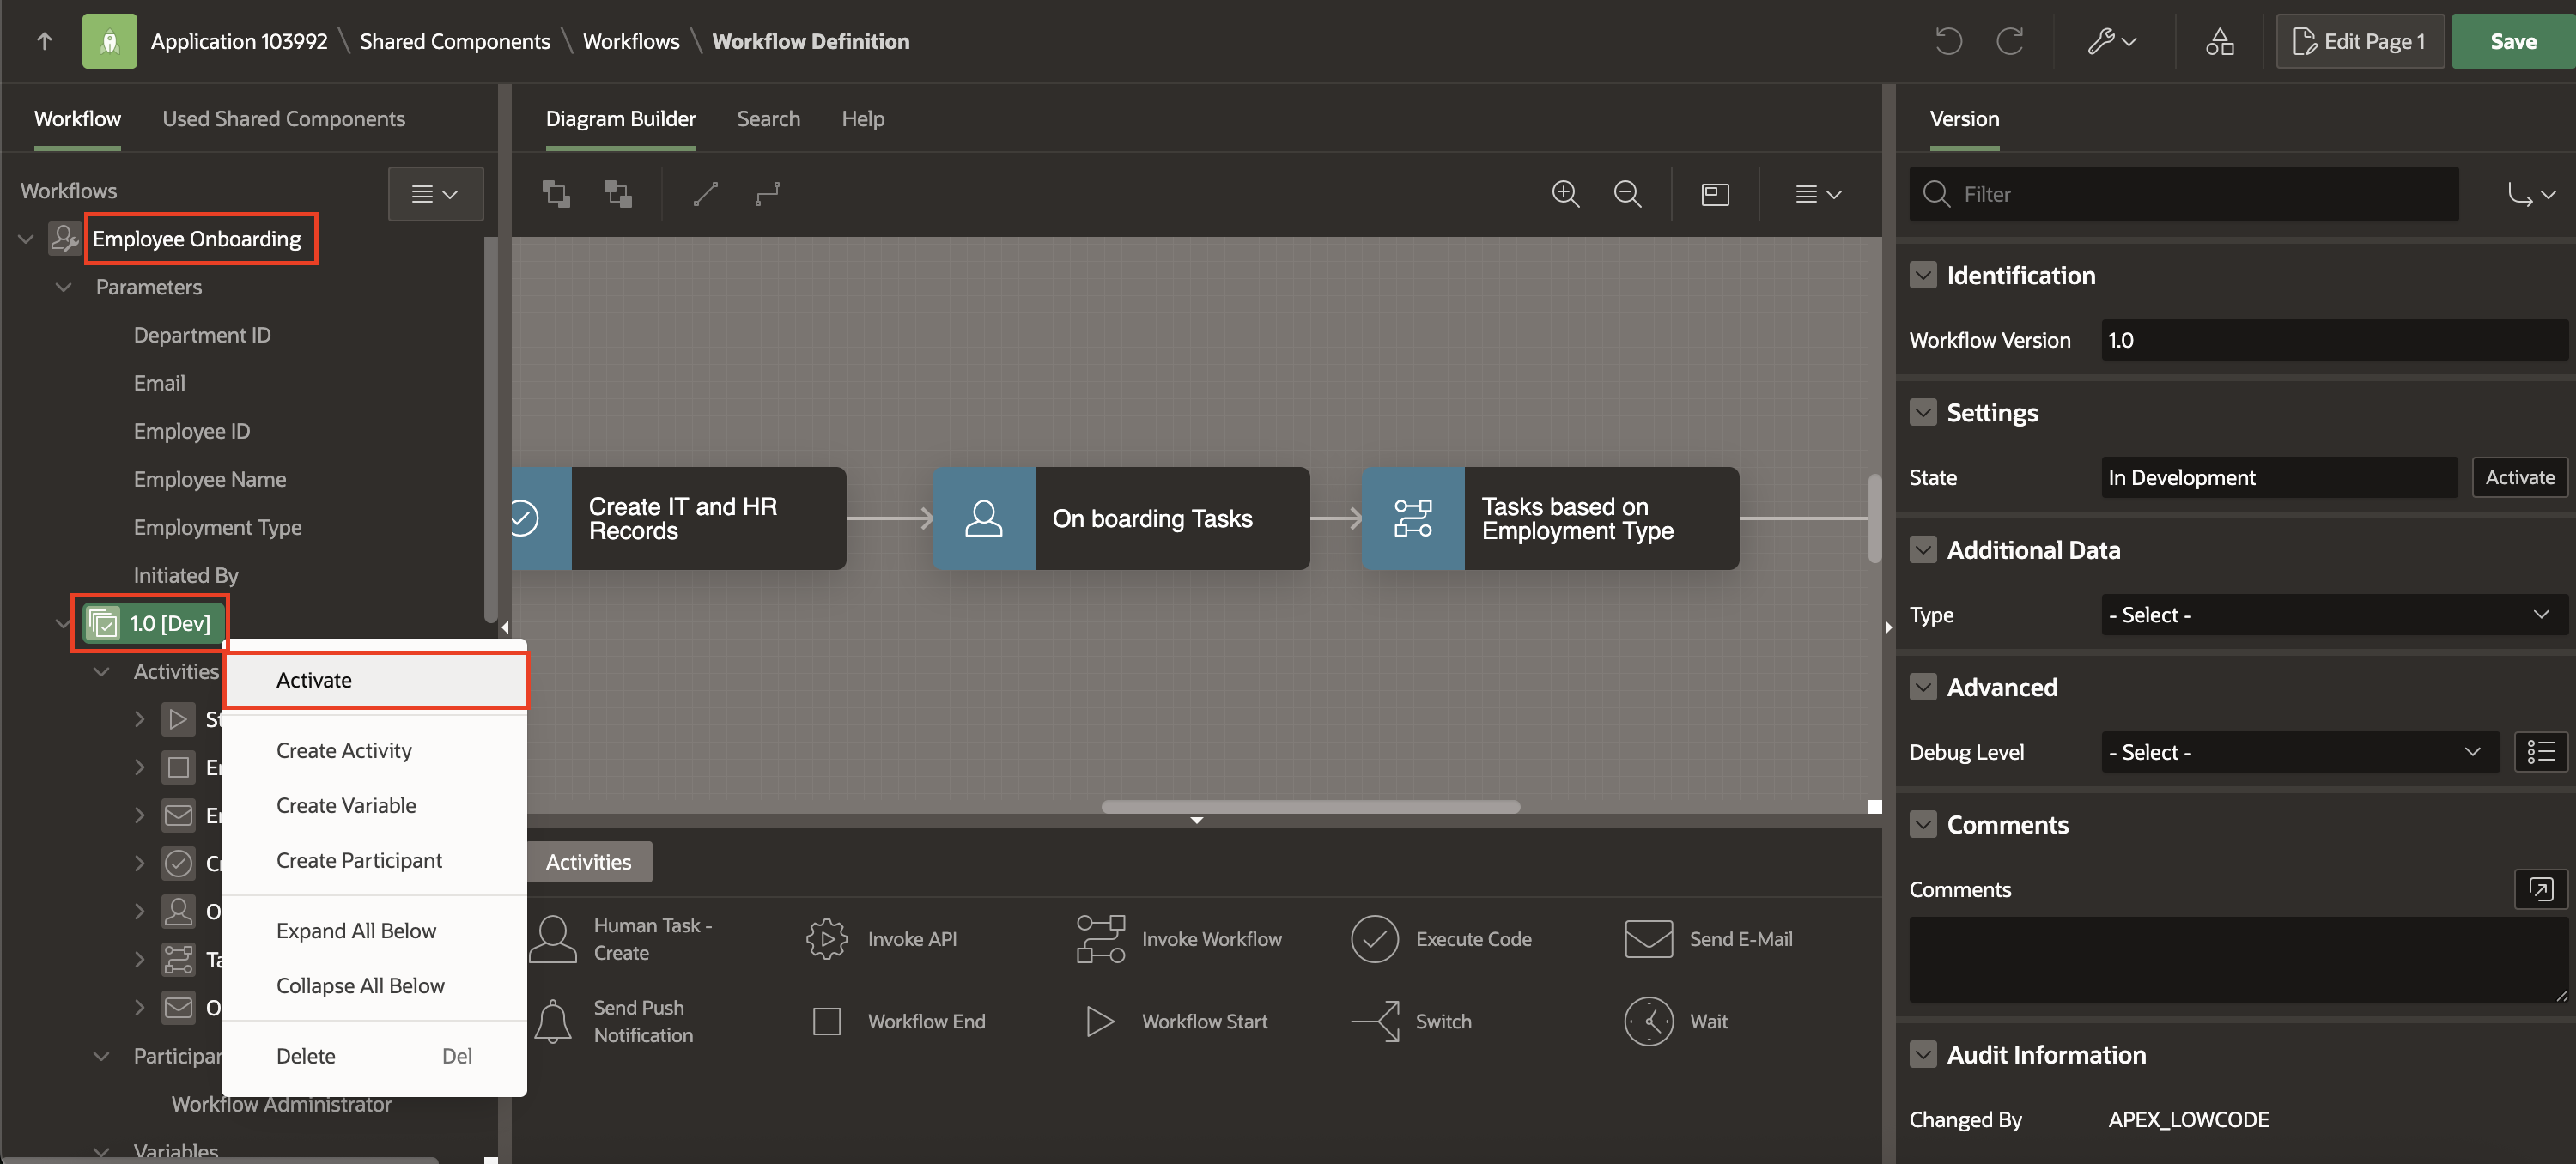 Application 103992 \ Shared Components \ Workflows \ Workflow Definition
Edit Page 1
Save
Workflow
Used Shared Components
Workflows
Employee Onboarding
Parameters
Department ID
Email
Employee ID
Employee Name
Employment Type
Initiated By
1.0 [Dev]
Activities
Activate
Create Activity
Create Variable
Create Participant
Expand All Below
Collapse All Below
Delete Del
Workflow Administrator
Variables
Diagram Builder
Search
Help
Create IT and HR
Records
On boarding Tasks
Tasks based on
Employment Type
Activities
Human Task -
Create
Invoke API
Invoke Workflow
Execute Code
Send E-Mail
Send Push
Notification
Workflow End
Workflow Start
Switch
Wait
Version
Filter
Identification
Workflow Version 1.0
Settings
State In Development Activate
Additional Data
Type - Select -
Advanced
Debug Level - Select -
Comments
Comments
Audit Information
Changed By APEX_LOWCODE